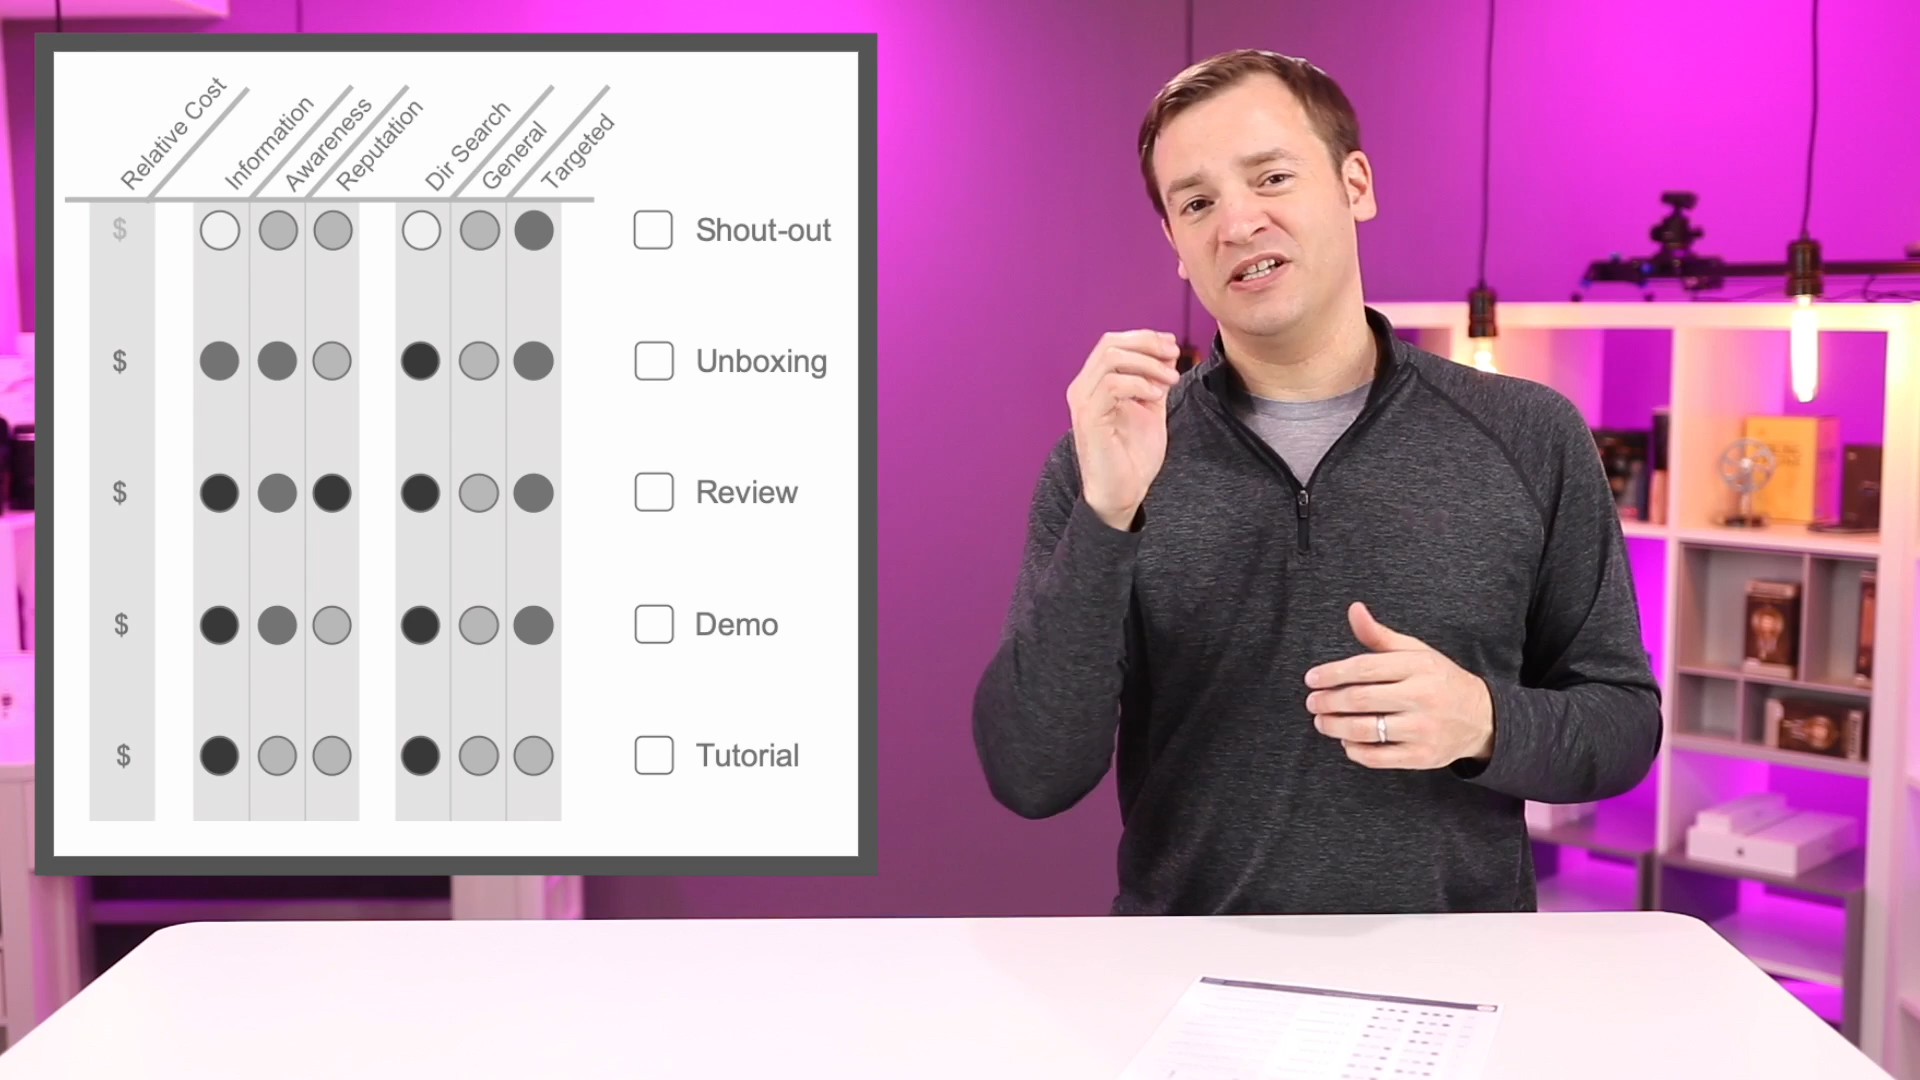 Relative Cost
Information
Awareness
Reputation
Dir Search
General
Targeted
$ Shout-out
$ Unboxing
$ Review
$ Demo
$ Tutorial